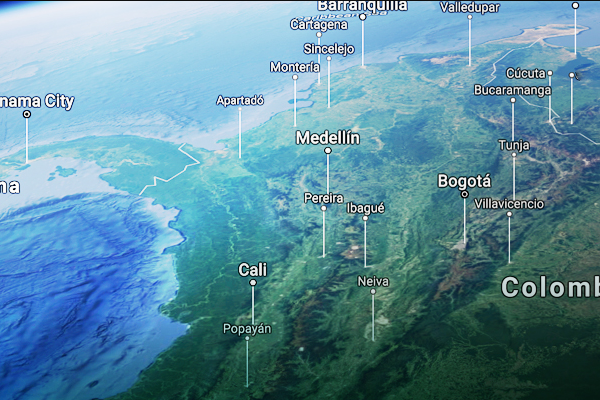 Barranquilla
Valledupar
Caribbean
Cartagena
Sincelejo
Montería
Cúcuta
Bucaramanga
nama City
Apartadó
Medellín
Tunja
na
Bogotá
Pereira
Ibagué
Villavicencio
Cali
Neiva
Colomb
Popayán